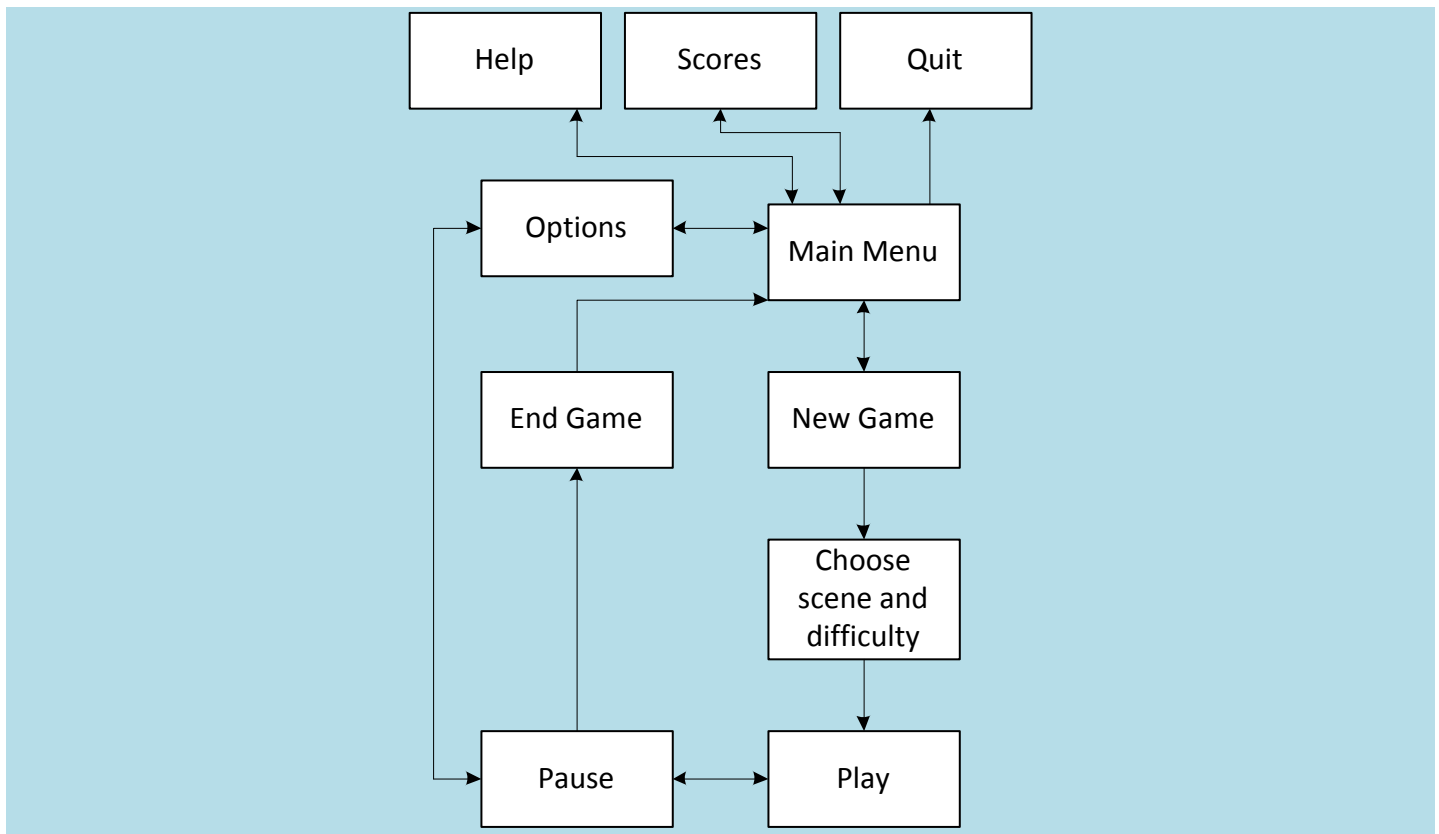 Help
Scores
Quit
Options
Main Menu
End Game
New Game
Choose
scene and
difficulty
Pause
Play